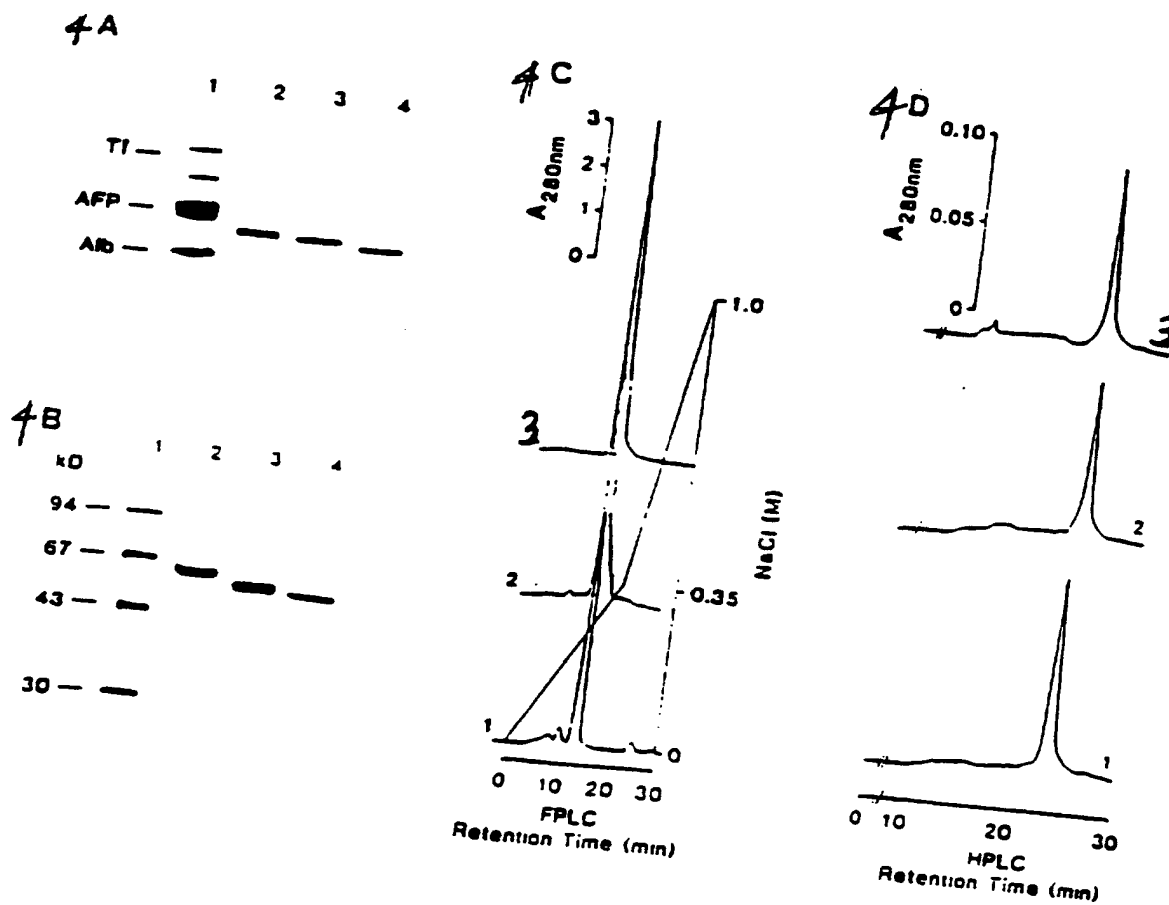 4A
1 2 3 4
Tf
AFP
Alb
4B
kD 1 2 3 4
94
67
43
30
4C
3
2
1
0
A280nm
1.0
3
NaCl (M)
2
0.35
1
0
0 10 20 30
FPLC
Retention Time (min)
4D
0.10
0.05
0
A280nm
3
2
1
0 10 20 30
HPLC
Retention Time (min)